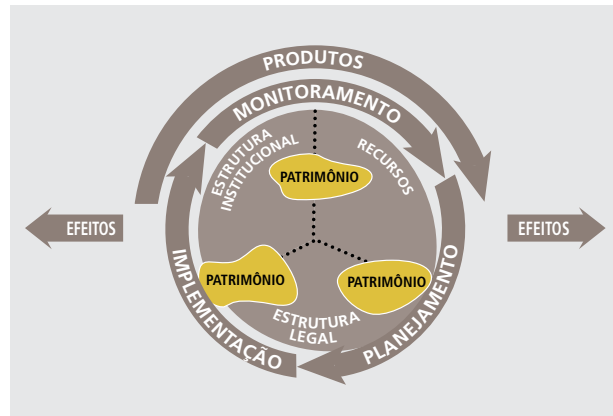 PRODUTOS
MONITORAMENTO
ESTRUTURA
INSTITUCIONAL
RECURSOS
PATRIMÔNIO
EFEITOS
EFEITOS
PATRIMÔNIO
PATRIMÔNIO
ESTRUTURA
LEGAL
IMPLEMENTAÇÃO
PLANEJAMENTO